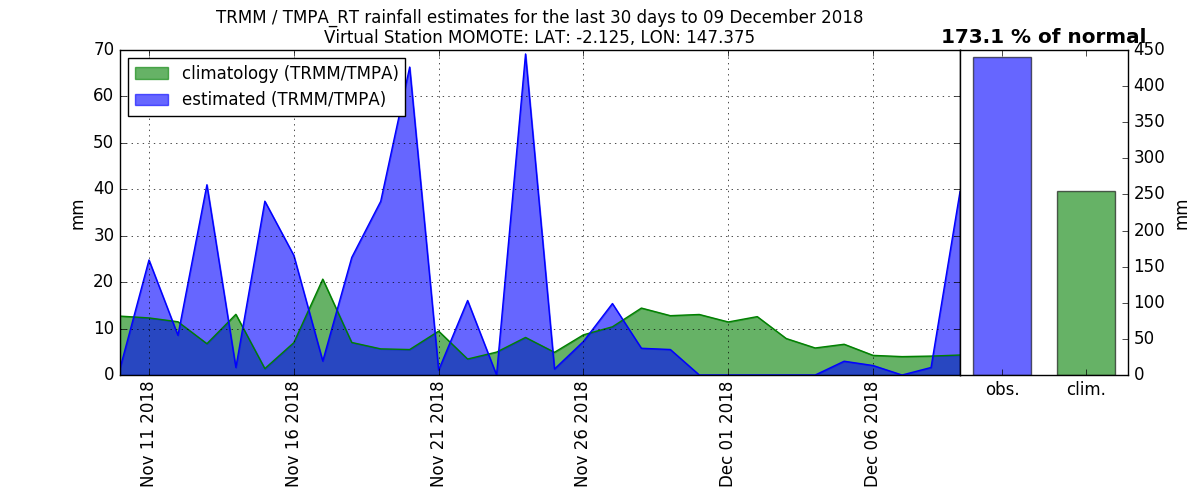 TRMM / TMPA_RT rainfall estimates for the last 30 days to 09 December 2018
Virtual Station MOMOTE: LAT: -2.125, LON: 147.375
173.1 % of normal
climatology (TRMM/TMPA)
estimated (TRMM/TMPA)
70
60
50
40
30
20
10
0
mm
Nov 11 2018
Nov 16 2018
Nov 21 2018
Nov 26 2018
Dec 01 2018
Dec 06 2018
obs.
clim.
450
400
350
300
250
200
150
100
50
0
mm